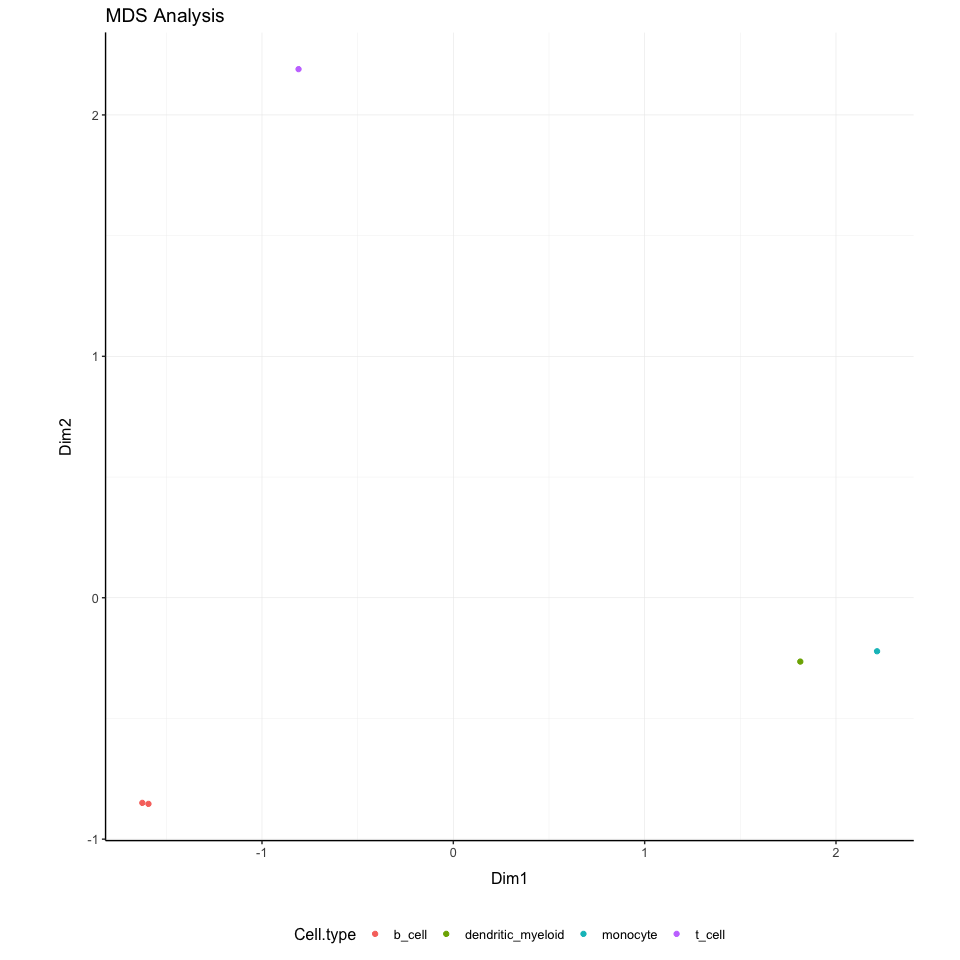 MDS Analysis
2
1
0
-1
Dim2
-1 0 1 2
Dim1
Cell.type b_cell dendritic_myeloid monocyte t_cell